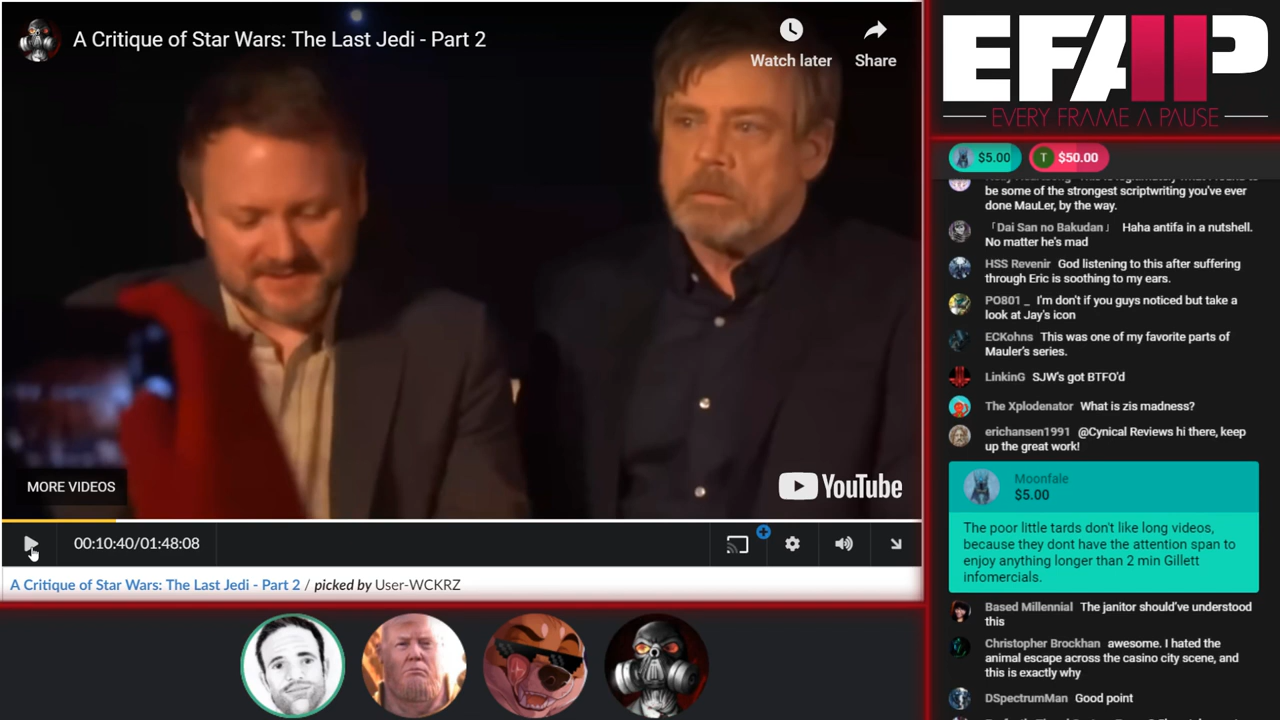 A Critique of Star Wars: The Last Jedi - Part 2
Watch later
Share
MORE VIDEOS
YouTube
00:10:40/01:48:08
A Critique of Star Wars: The Last Jedi - Part 2 / picked by User-WCKRZ
EFAP
EVERY FRAME A PAUSE
$5.00
T $50.00
be some of the strongest scriptwriting you've ever
done MauLer, by the way.
「Dai San no Bakudan」 Haha antifa in a nutshell.
No matter he's mad
HSS Revenir God listening to this after suffering
through Eric is soothing to my ears.
PO801 _ I'm don't if you guys noticed but take a
look at Jay's icon
ECKohns This was one of my favorite parts of
Mauler's series.
LinkinG SJW's got BTFO'd
The Xplodenator What is zis madness?
erichansen1991 @Cynical Reviews hi there, keep
up the great work!
Moonfale
$5.00
The poor little tards don't like long videos,
because they dont have the attention span to
enjoy anything longer than 2 min Gillett
infomercials.
Based Millennial The janitor should've understood
this
Christopher Brockhan awesome. I hated the
animal escape across the casino city scene, and
this is exactly why
DSpectrumMan Good point